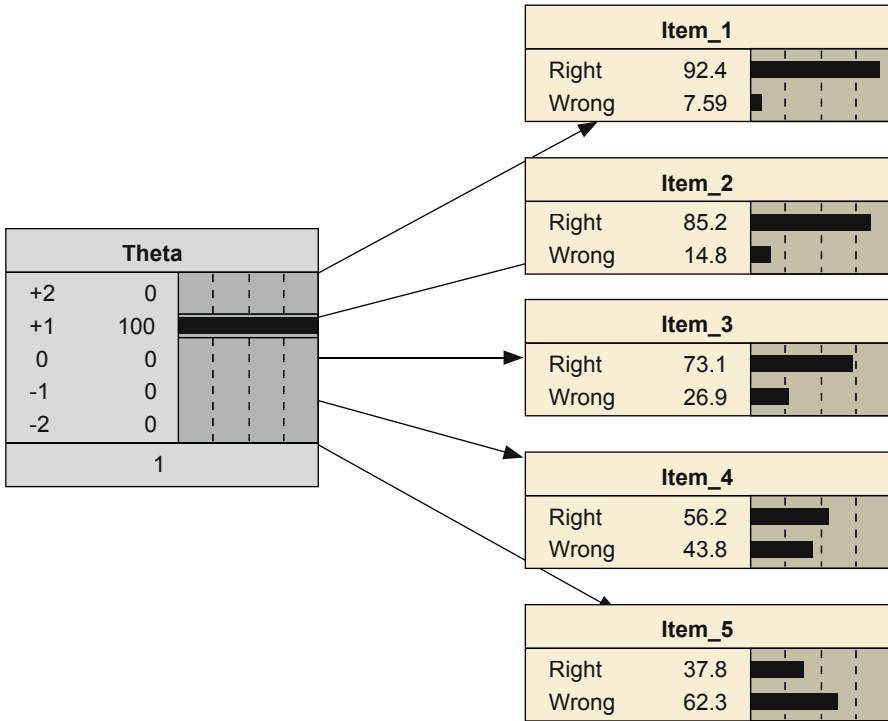 Theta
+2 0
+1 100
0 0
-1 0
-2 0
1
Item_1
Right 92.4
Wrong 7.59
Item_2
Right 85.2
Wrong 14.8
Item_3
Right 73.1
Wrong 26.9
Item_4
Right 56.2
Wrong 43.8
Item_5
Right 37.8
Wrong 62.3